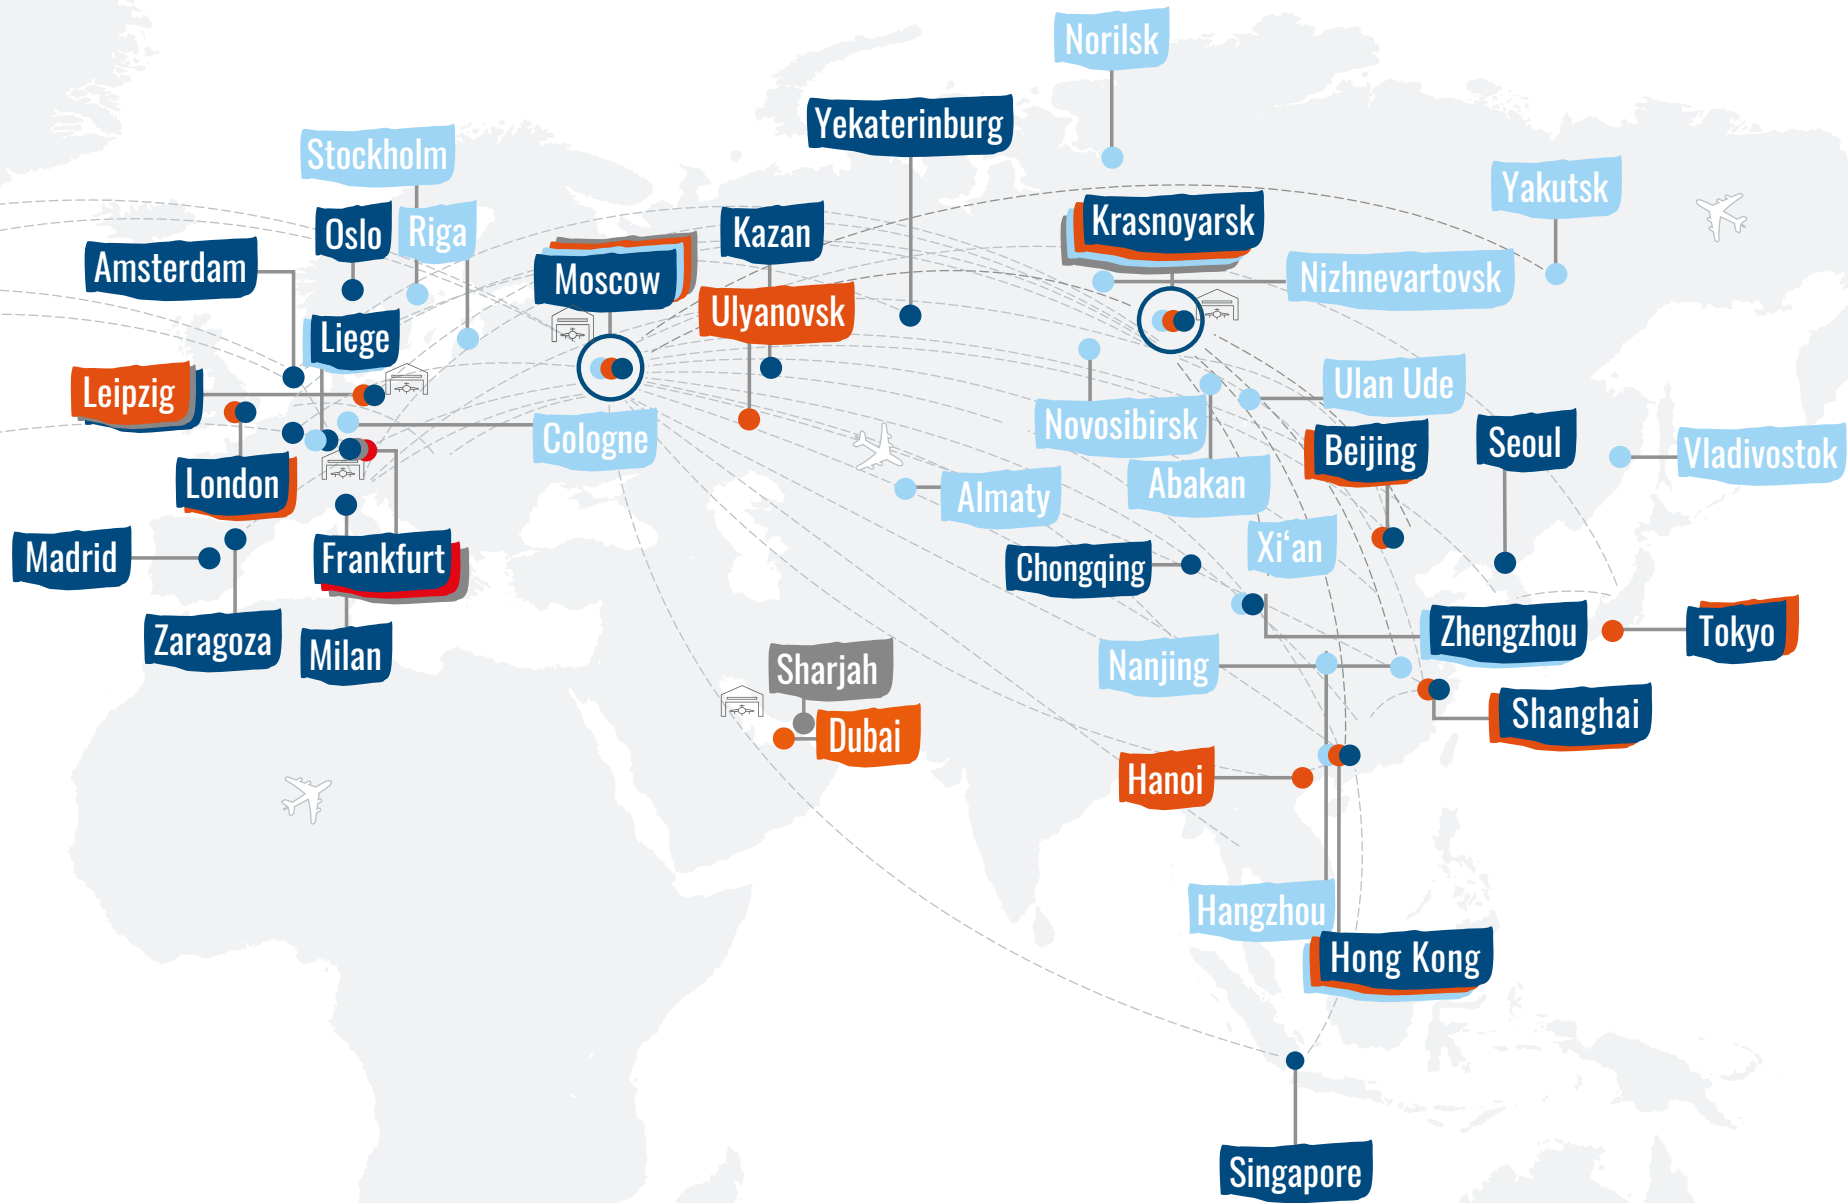 Norilsk
Yekaterinburg
Stockholm
Yakutsk
Oslo
Riga
Kazan
Krasnoyarsk
Amsterdam
Moscow
Nizhnevartovsk
Ulyanovsk
Liege
Leipzig
Ulan Ude
Cologne
Novosibirsk
Beijing
Seoul
Vladivostok
London
Almaty
Abakan
Xi‘an
Madrid
Frankfurt
Chongqing
Zaragoza
Milan
Zhengzhou
Tokyo
Sharjah
Nanjing
Dubai
Shanghai
Hanoi
Hangzhou
Hong Kong
Singapore